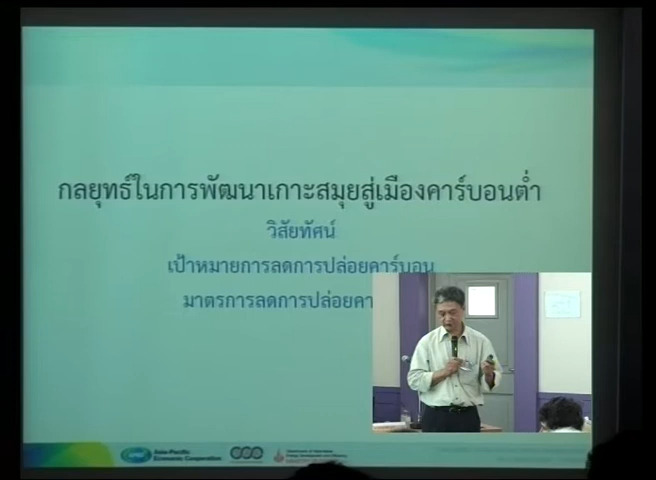 กลยุทธ์ในการพัฒนาเกาะสมุยสู่เมืองคาร์บอนต่ำ
วิสัยทัศน์
เป้าหมายการลดการปล่อยคาร์บอน
มาตรการลดการปล่อยคา
Asia-Pacific
Economic Cooperation